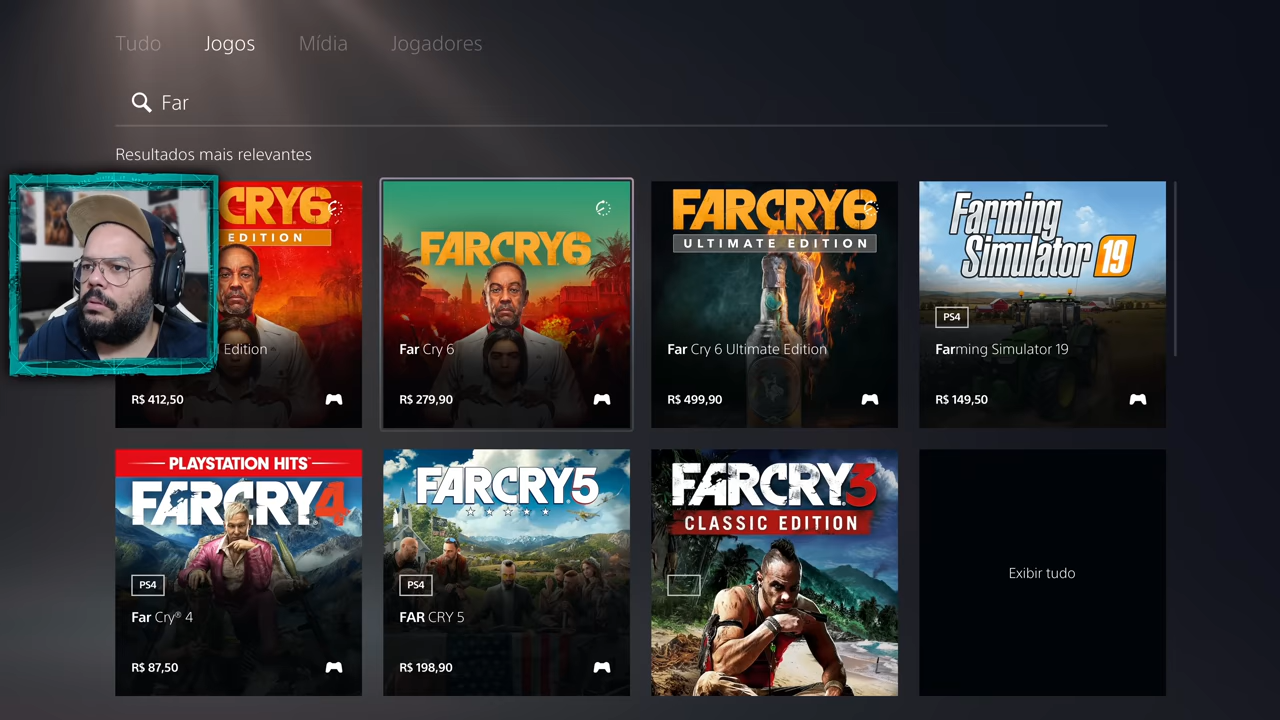 Tudo
Jogos
Mídia
Jogadores
Far
Resultados mais relevantes
CRY6
EDITION
Edition
R$ 412,50
FARCRY6
Far Cry 6
R$ 279,90
FARCRY6
ULTIMATE EDITION
Far Cry 6 Ultimate Edition
R$ 499,90
Farming
Simulator 19
PS4
Farming Simulator 19
R$ 149,50
PLAYSTATION HITS
FARCRY4
PS4
Far Cry® 4
R$ 87,50
FARCRY5
PS4
FAR CRY 5
R$ 198,90
FARCRY3
CLASSIC EDITION
Exibir tudo